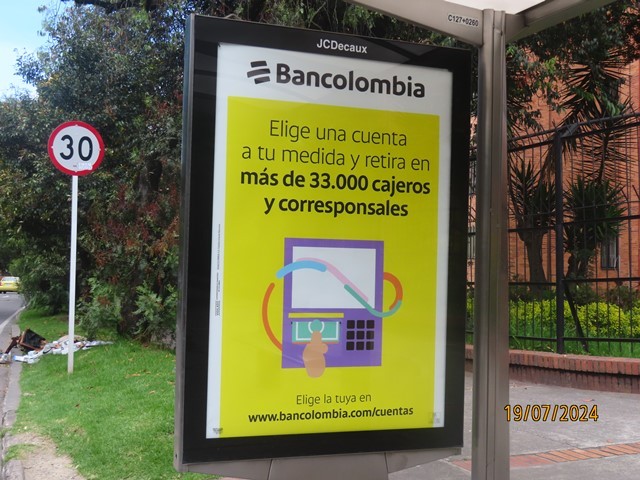 C127+0260
JCDecaux
Bancolombia
30
Elige una cuenta
a tu medida y retira en
más de 33.000 cajeros
y corresponsales
Elige la tuya en
www.bancolombia.com/cuentas
19/07/2024